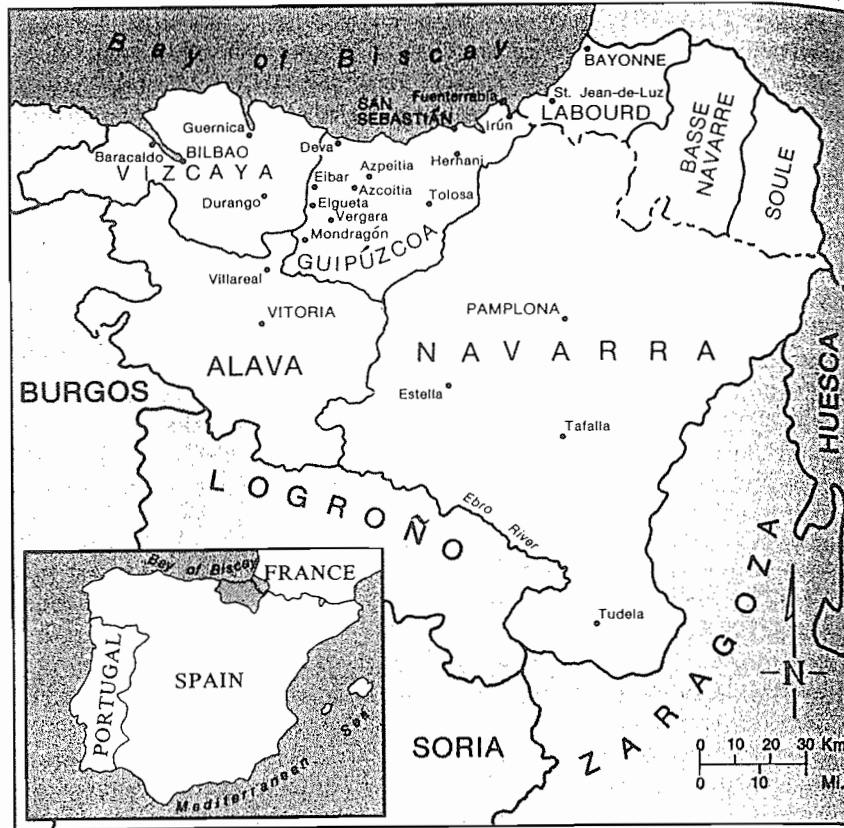 Bay of Biscay
BAYONNE
St. Jean-de-Luz
LABOURD
BASSE
NAVARRE
SOULE
Fuenterrabía
SAN
SEBASTIÁN
Irún
Guernica
Deva
Hernani
Baracaldo
BILBAO
VIZCAYA
Azpeitia
Eibar
Azcoitia
Durango
Elgueta
Tolosa
Vergara
Mondragón
GUIPÚZCOA
Villareal
VITORIA
PAMPLONA
ALAVA
NAVARRA
BURGOS
Estella
HUESCA
Tafalla
LOGROÑO
Ebro River
ZARAGOZA
Tudela
SORIA
N
0 10 20 30 Km
0 10 Mi.
Bay of Biscay
FRANCE
PORTUGAL
SPAIN
Mediterranean Sea